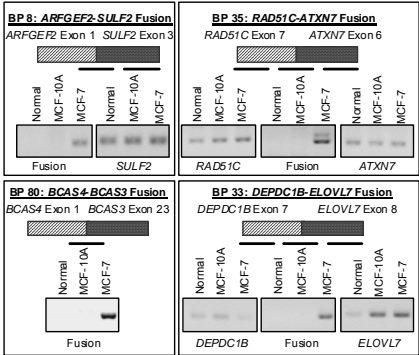 BP 8: ARFGEF2-SULF2 Fusion
ARFGEF2 Exon 1 SULF2 Exon 3
Normal
MCF-10A
MCF-7
Normal
MCF-10A
MCF-7
Fusion
SULF2
BP 35: RAD51C-ATXN7 Fusion
RAD51C Exon 7 ATXN7 Exon 6
Normal
MCF-10A
MCF-7
Normal
MCF-10A
MCF-7
Normal
MCF-10A
MCF-7
RAD51C
Fusion
ATXN7
BP 80: BCAS4-BCAS3 Fusion
BCAS4 Exon 1 BCAS3 Exon 23
Normal
MCF-10A
MCF-7
Fusion
BP 33: DEPDC1B-ELOVL7 Fusion
DEPDC1B Exon 7 ELOVL7 Exon 8
Normal
MCF-10A
MCF-7
Normal
MCF-10A
MCF-7
Normal
MCF-10A
MCF-7
DEPDC1B
Fusion
ELOVL7